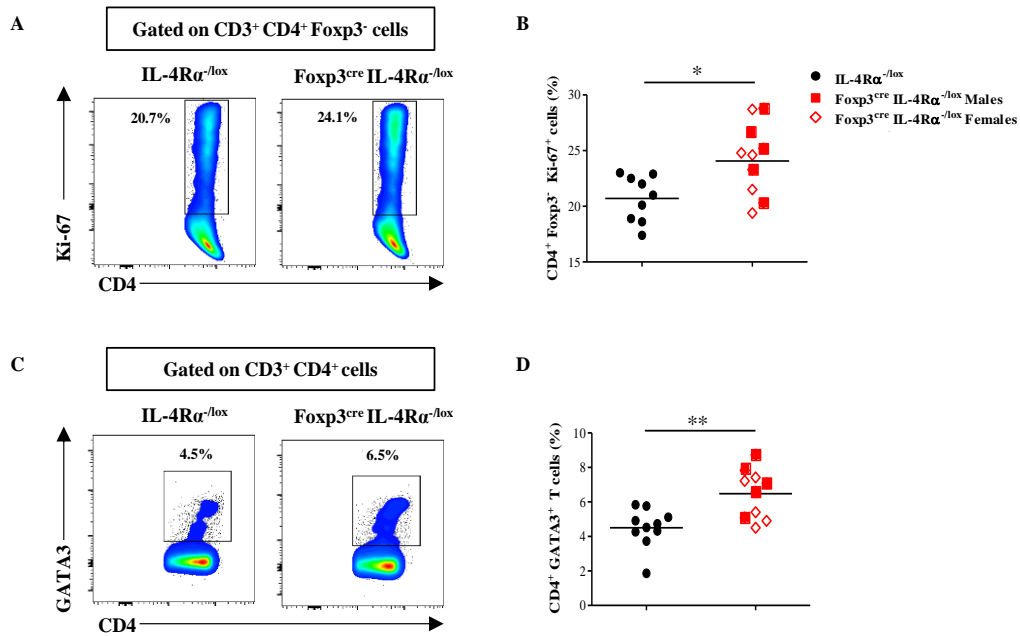 A
Gated on CD3⁺ CD4⁺ Foxp3⁻ cells
IL-4Rα⁻/ˡᵒˣ
Foxp3ᶜʳᵉ IL-4Rα⁻/ˡᵒˣ
20.7%
24.1%
Ki-67
CD4
B
*
CD4⁺ Foxp3⁻ Ki-67⁺ cells (%)
30
25
20
15
IL-4Rα⁻/ˡᵒˣ
Foxp3ᶜʳᵉ IL-4Rα⁻/ˡᵒˣ Males
Foxp3ᶜʳᵉ IL-4Rα⁻/ˡᵒˣ Females
C
Gated on CD3⁺ CD4⁺ cells
IL-4Rα⁻/ˡᵒˣ
Foxp3ᶜʳᵉ IL-4Rα⁻/ˡᵒˣ
4.5%
6.5%
GATA3
CD4
D
**
CD4⁺ GATA3⁺ T cells (%)
10
8
6
4
2
0